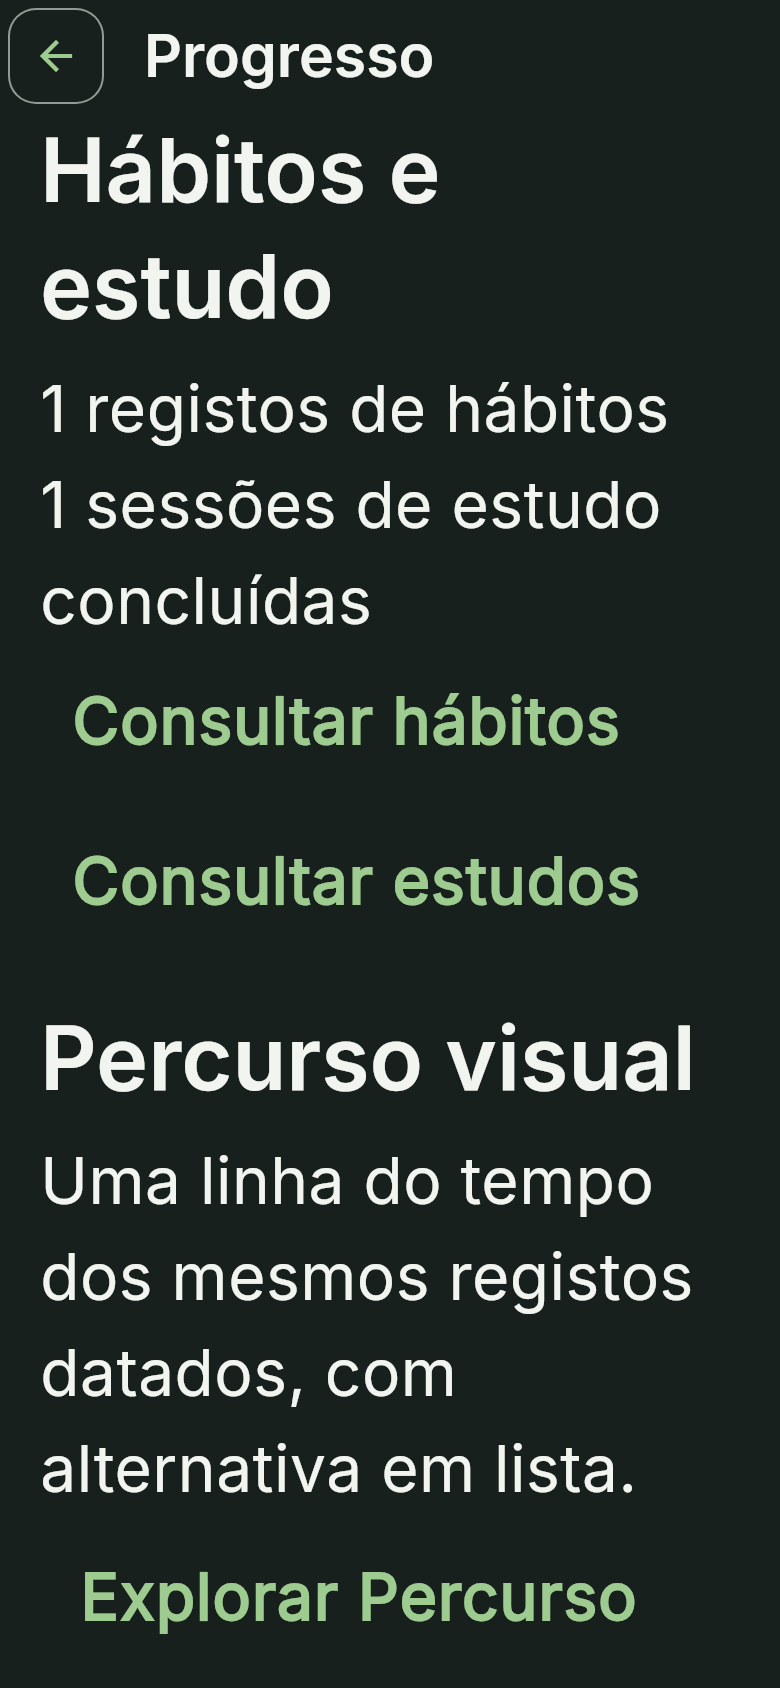 Progresso
Hábitos e
estudo
1 registos de hábitos
1 sessões de estudo
concluídas
Consultar hábitos
Consultar estudos
Percurso visual
Uma linha do tempo
dos mesmos registos
datados, com
alternativa em lista.
Explorar Percurso